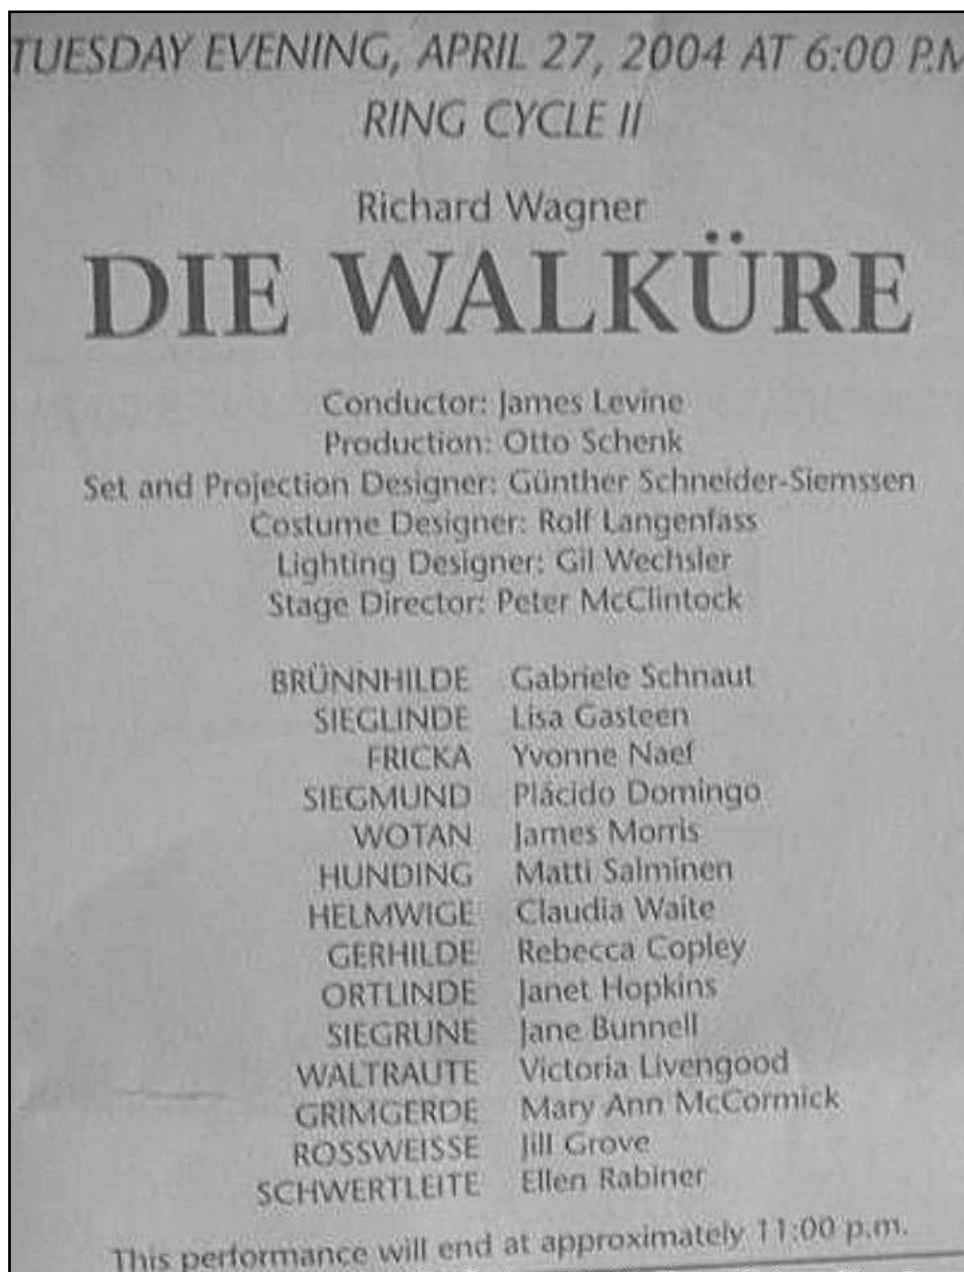 TUESDAY EVENING, APRIL 27, 2004 AT 6:00 P.M
RING CYCLE II
Richard Wagner
DIE WALKÜRE
Conductor: James Levine
Production: Otto Schenk
Set and Projection Designer: Günther Schneider-Siemssen
Costume Designer: Rolf Langenfass
Lighting Designer: Gil Wechsler
Stage Director: Peter McClintock
BRÜNNHILDE Gabriele Schnaut
SIEGLINDE Lisa Gasteen
FRICKA Yvonne Naef
SIEGMUND Plácido Domingo
WOTAN James Morris
HUNDING Matti Salminen
HELMWIGE Claudia Waite
GERHILDE Rebecca Copley
ORTLINDE Janet Hopkins
SIEGRUNE Jane Bunnell
WALTRAUTE Victoria Livengood
GRIMGERDE Mary Ann McCormick
ROSSWEISSE Jill Grove
SCHWERTLEITE Ellen Rabiner
This performance will end at approximately 11:00 p.m.